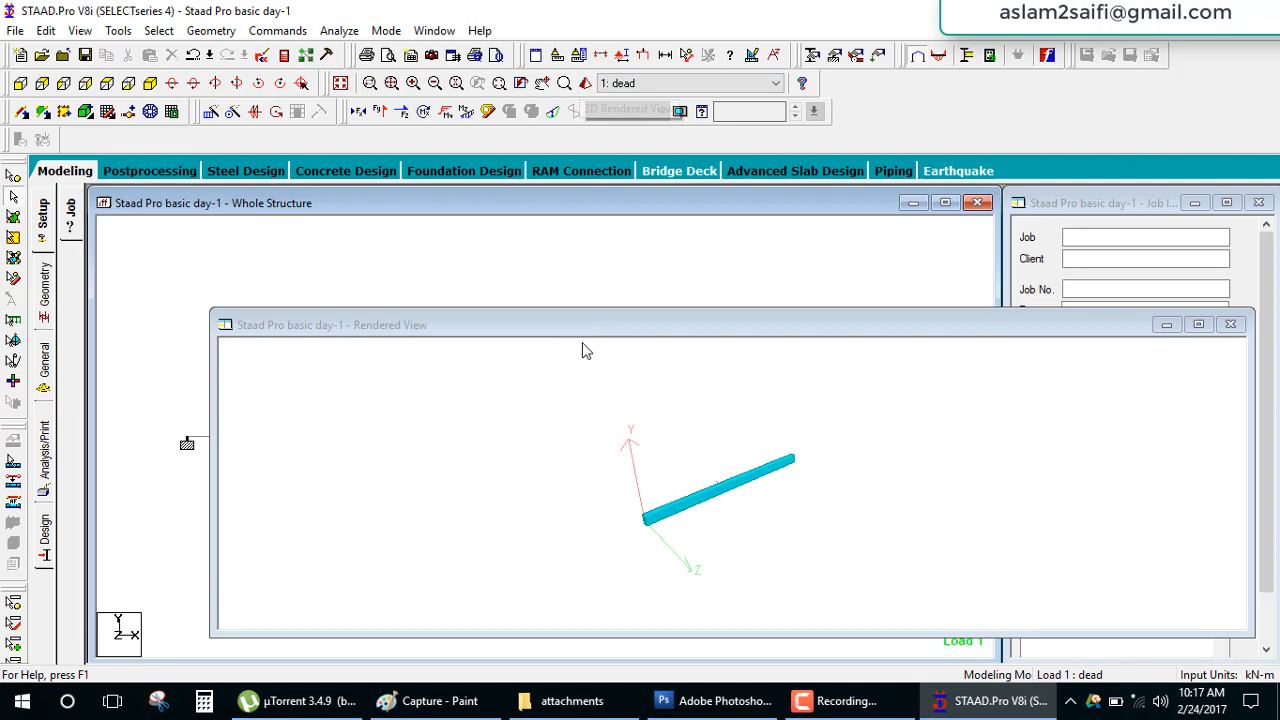 STAAD.Pro V8i (SELECTseries 4) - Staad Pro basic day-1
aslam2saifi@gmail.com
File Edit View Tools Select Geometry Commands Analyze Mode Window Help
1: dead
3D Rendered View
Modeling Postprocessing Steel Design Concrete Design Foundation Design RAM Connection Bridge Deck Advanced Slab Design Piping Earthquake
Staad Pro basic day-1 - Whole Structure
Staad Pro basic day-1 - Job I...
Setup
Job
Geometry
General
Analysis/Print
Design
Job
Client
Job No.
Staad Pro basic day-1 - Rendered View
Y
Z
Y
Z X
Load 1
For Help, press F1
Modeling Mo Load 1 : dead Input Units: kN-m
µTorrent 3.4.9 (b...
Capture - Paint
attachments
Adobe Photosho...
Recording...
STAAD.Pro V8i (S...
10:17 AM
2/24/2017